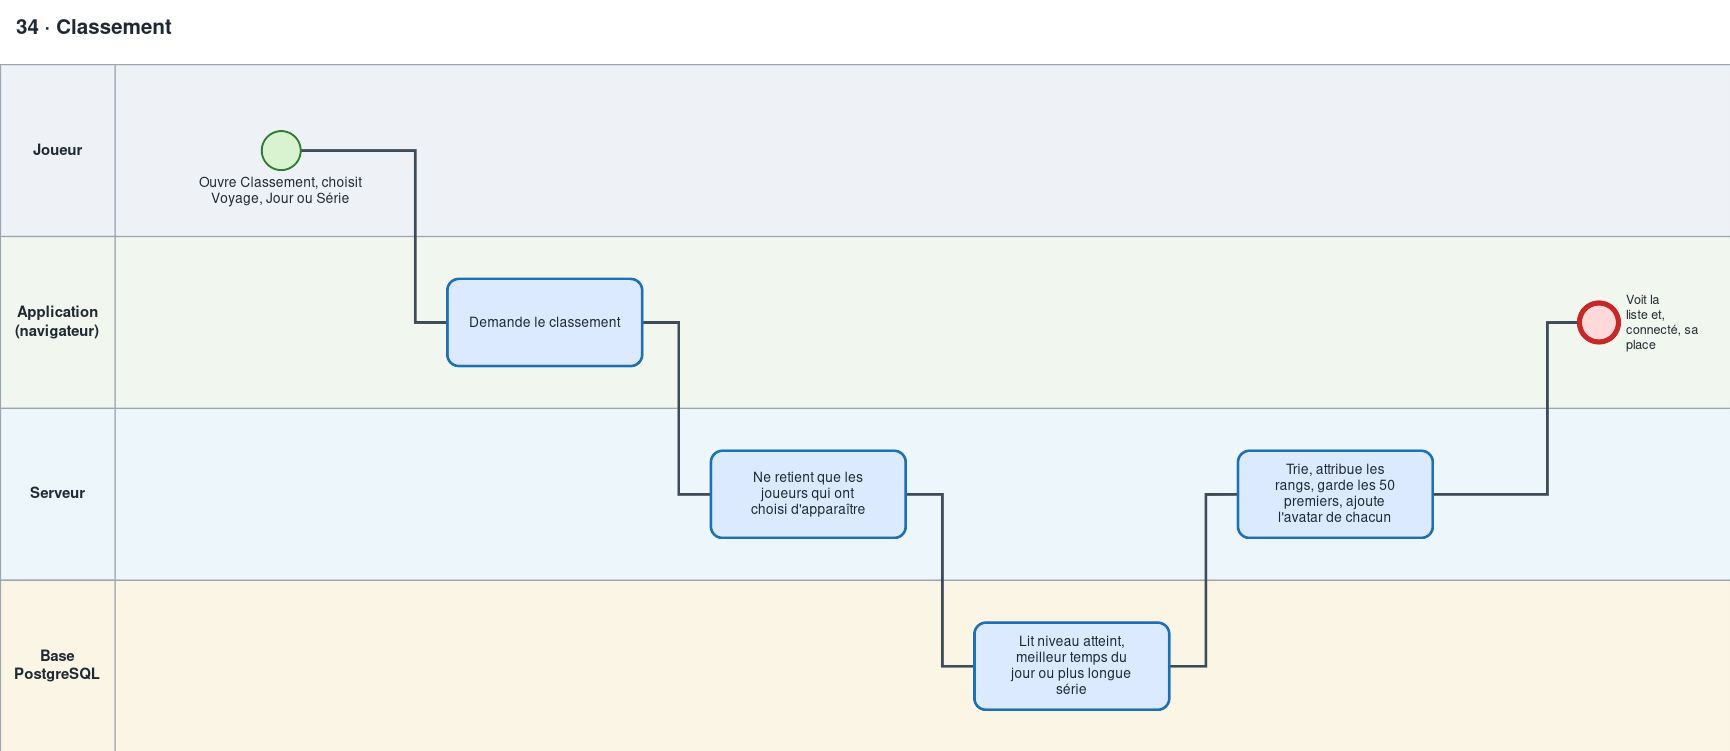 34 · Classement
Joueur
Ouvre Classement, choisit
Voyage, Jour ou Série
Application
(navigateur)
Demande le classement
Voit la
liste et,
connecté, sa
place
Serveur
Ne retient que les
joueurs qui ont
choisi d'apparaître
Trie, attribue les
rangs, garde les 50
premiers, ajoute
l'avatar de chacun
Base
PostgreSQL
Lit niveau atteint,
meilleur temps du
jour ou plus longue
série